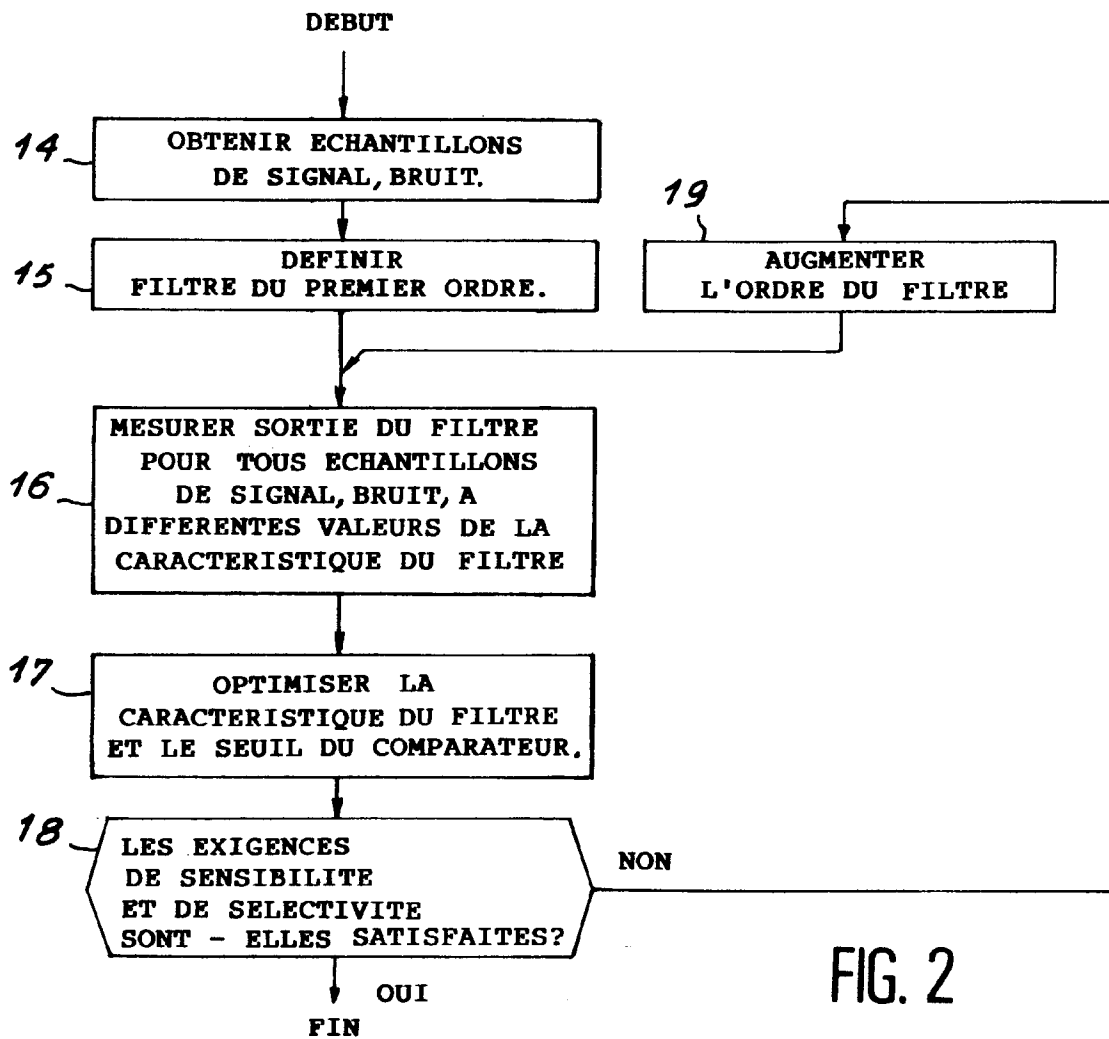 DEBUT
14
OBTENIR ECHANTILLONS
DE SIGNAL, BRUIT.
15
DEFINIR
FILTRE DU PREMIER ORDRE.
19
AUGMENTER
L'ORDRE DU FILTRE
16
MESURER SORTIE DU FILTRE
POUR TOUS ECHANTILLONS
DE SIGNAL, BRUIT, A
DIFFERENTES VALEURS DE LA
CARACTERISTIQUE DU FILTRE
17
OPTIMISER LA
CARACTERISTIQUE DU FILTRE
ET LE SEUIL DU COMPARATEUR.
18
LES EXIGENCES
DE SENSIBILITE
ET DE SELECTIVITE
SONT - ELLES SATISFAITES?
NON
OUI
FIN
FIG. 2